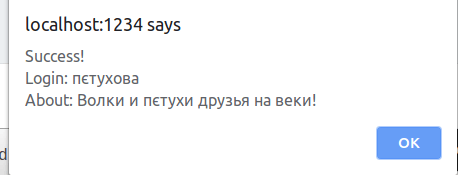 localhost:1234 says
Success!
Login: пєтухова
About: Волки и пєтухи друзья на веки!
OK
d